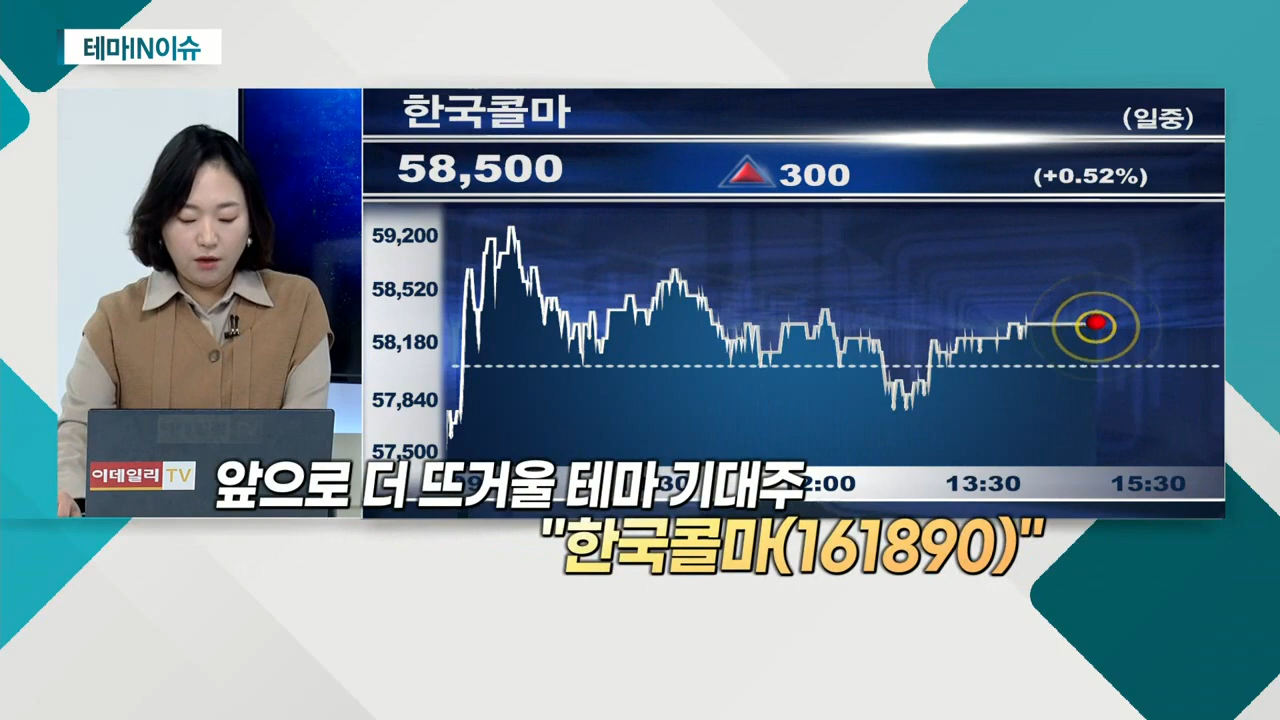 테마IN이슈
한국콜마
(일중)
58,500
300
(+0.52%)
59,200
58,520
58,180
57,840
57,500
13:30
15:30
이데일리TV
앞으로 더 뜨거울 테마 기대주
"한국콜마(161890)"